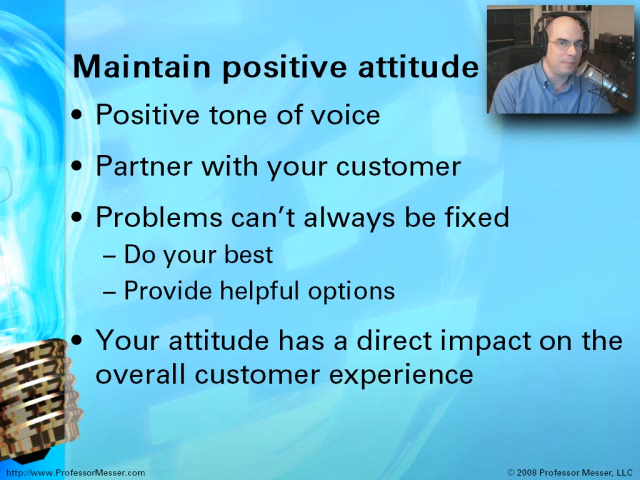 Maintain positive attitude
• Positive tone of voice
• Partner with your customer
• Problems can't always be fixed
– Do your best
– Provide helpful options
• Your attitude has a direct impact on the
overall customer experience
http://www.ProfessorMesser.com
© 2008 Professor Messer, LLC